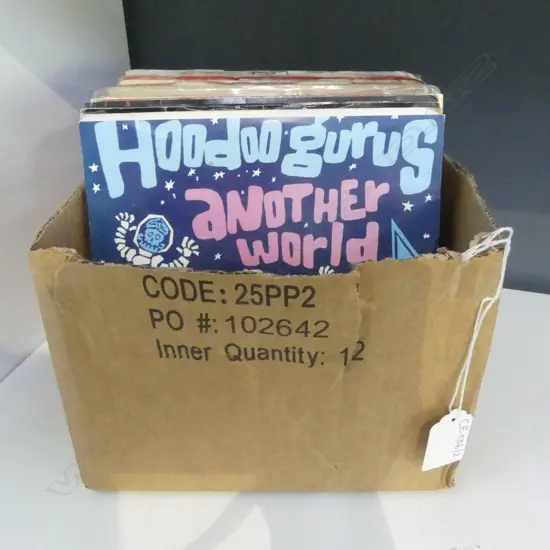 Hoodoo gurus
aNOTHER
world
CODE: 25PP2
PO #: 102642
Inner Quantity: 12